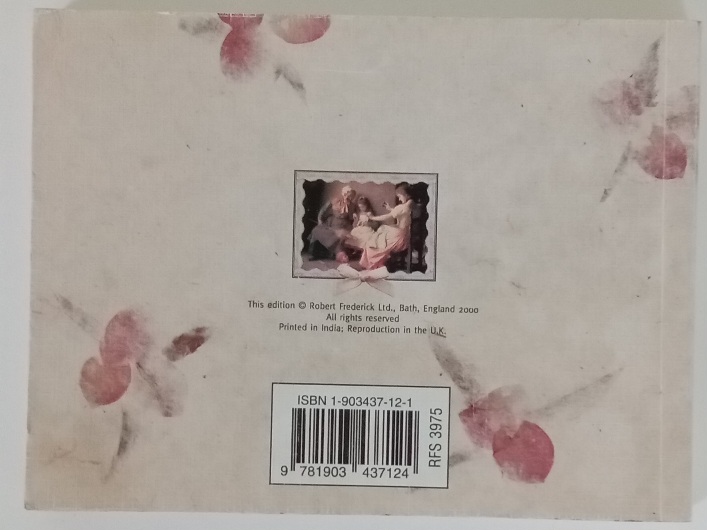 This edition © Robert Frederick Ltd., Bath, England 2000
All rights reserved
Printed in India; Reproduction in the U.K.
ISBN 1-903437-12-1
9 781903 437124
RFS 3975